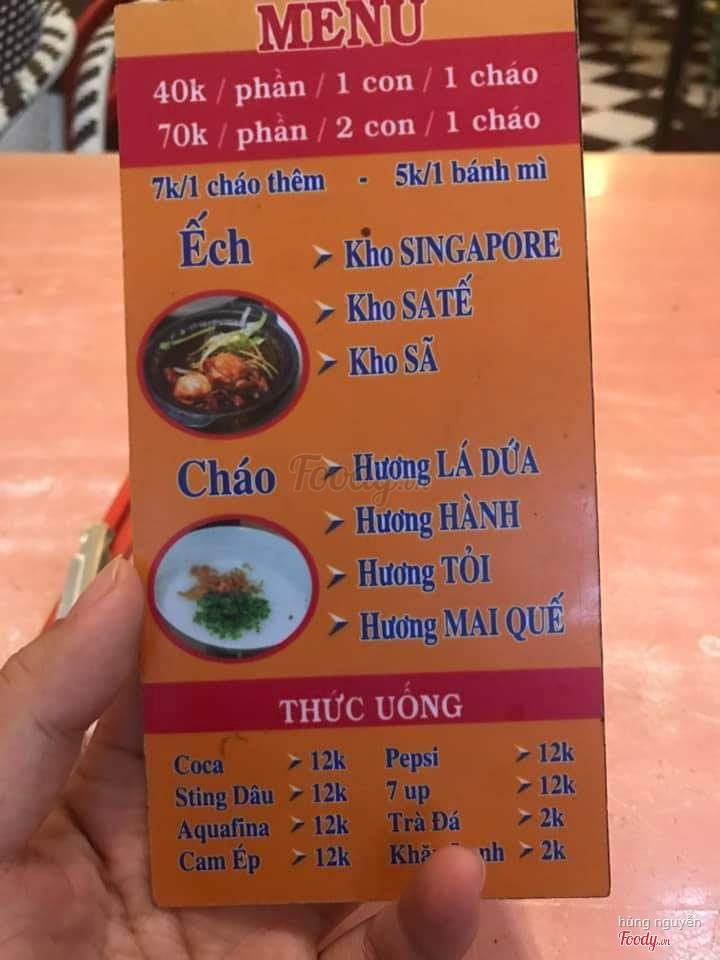 MENU
40k / phần / 1 con / 1 cháo
70k / phần / 2 con / 1 cháo
7k/1 cháo thêm - 5k/1 bánh mì
Ếch
➤ Kho SINGAPORE
➤ Kho SATẾ
➤ Kho SÃ
Cháo
➤ Hương LÁ DỨA
➤ Hương HÀNH
➤ Hương TỎI
➤ Hương MAI QUẾ
Foody.vn
THỨC UỐNG
Coca ➤ 12k Pepsi ➤ 12k
Sting Dâu ➤ 12k 7 up ➤ 12k
Aquafina ➤ 12k Trà Đá ➤ 2k
Cam Ép ➤ 12k ➤ 2k
hùng nguyễn
Foody.vn